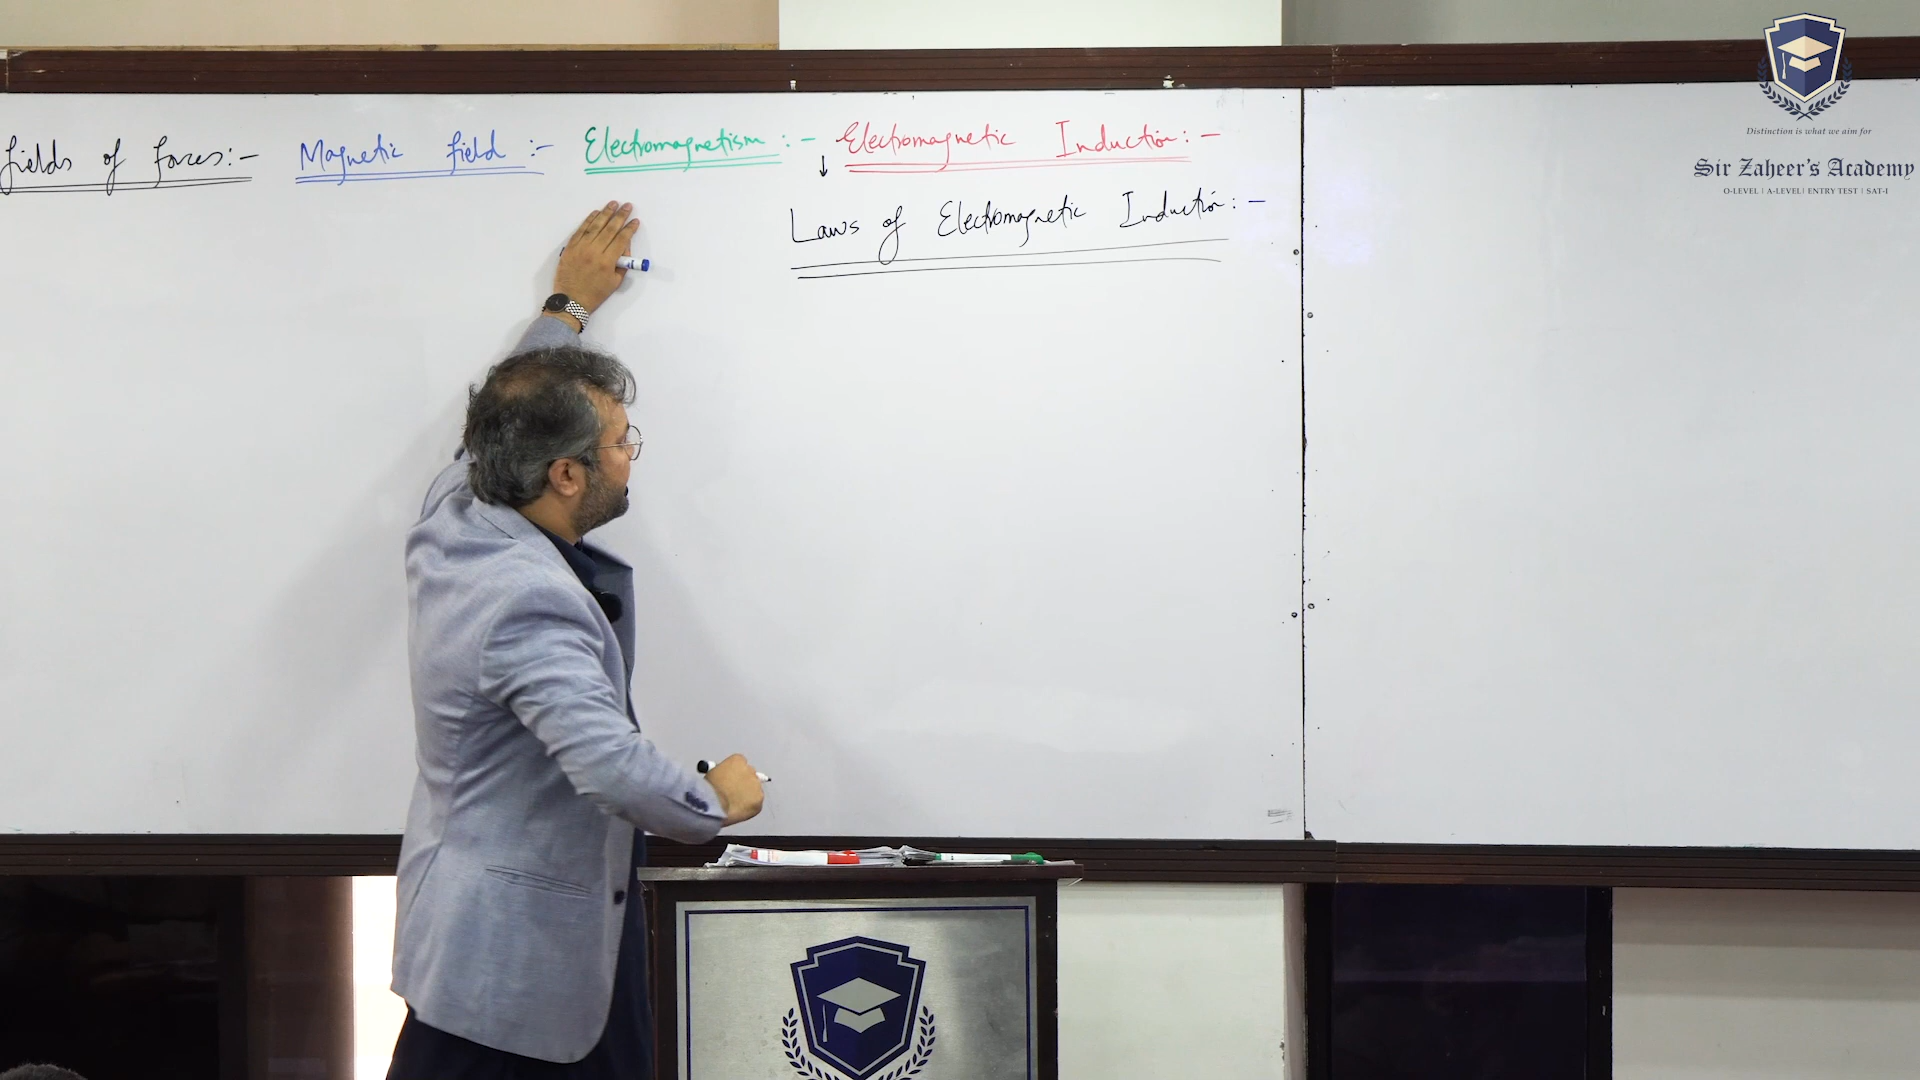 fields of forces:- Magnetic field :- Electromagnetism :- Electromagnetic Induction:-
↓
Laws of Electromagnetic Induction:-
Distinction is what we aim for
Sir Zaheer's Academy
O-LEVEL | A-LEVEL | ENTRY TEST | SAT-I